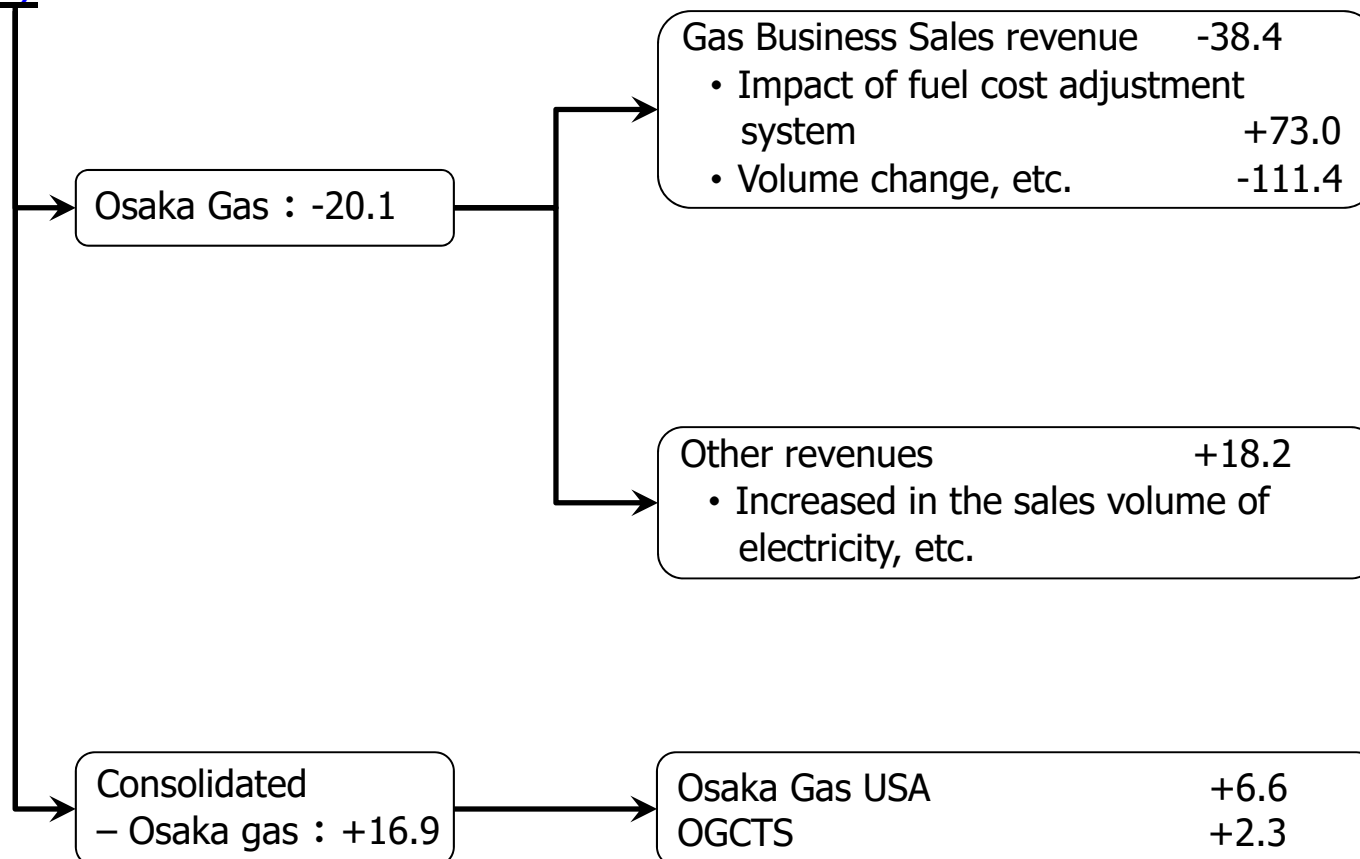 Gas Business Sales revenue -38.4
• Impact of fuel cost adjustment
system +73.0
• Volume change, etc. -111.4
Osaka Gas : -20.1
Other revenues +18.2
• Increased in the sales volume of
electricity, etc.
Consolidated
– Osaka gas : +16.9
Osaka Gas USA +6.6
OGCTS +2.3